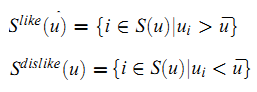 S^{like}(u) = {i ∈ S(u)|u_i > u̅}
S^{dislike}(u) = {i ∈ S(u)|u_i < u̅}